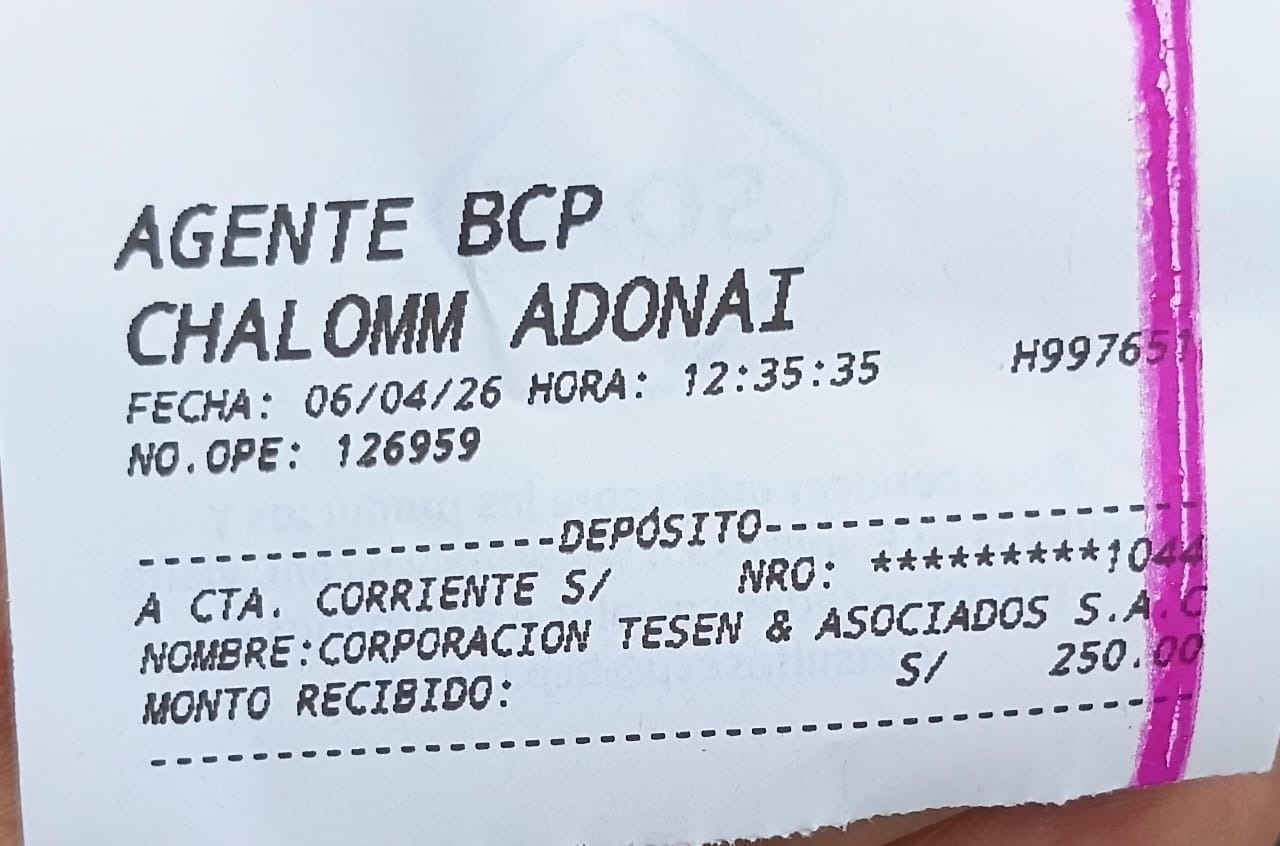 AGENTE BCP
CHALOMM ADONAI
FECHA: 06/04/26 HORA: 12:35:35 H997651
NO.OPE: 126959
----------------DEPÓSITO-----------------
A CTA. CORRIENTE S/ NRO: *********1044
NOMBRE:CORPORACION TESEN & ASOCIADOS S.A.C
MONTO RECIBIDO: S/ 250.00
------------------------------------------